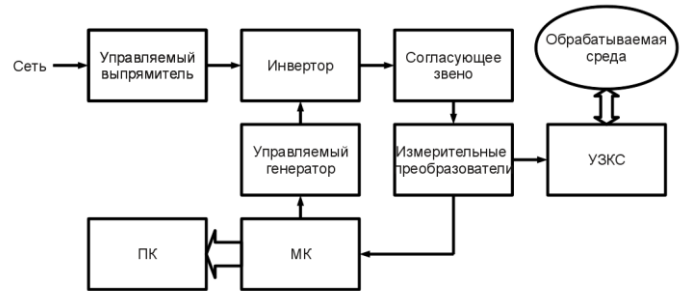 Сеть
Управляемый
выпрямитель
Инвертор
Согласующее
звено
Обрабатываемая
среда
Управляемый
генератор
Измерительные
преобразователи
УЗКС
ПК
МК